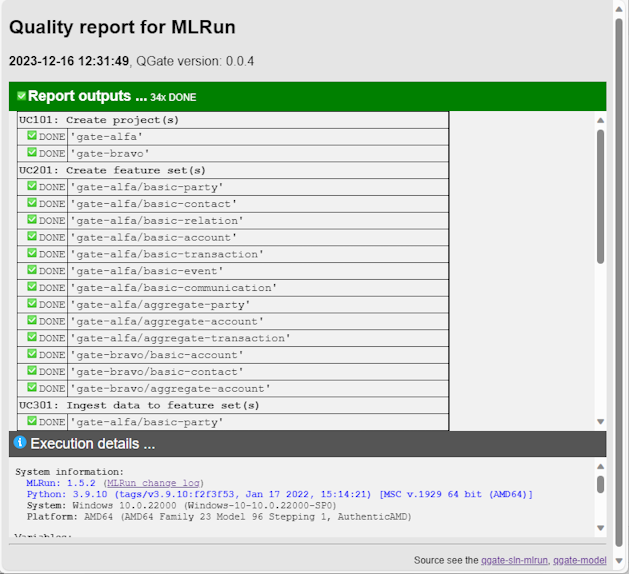 Quality report for MLRun
2023-12-16 12:31:49, QGate version: 0.0.4
Report outputs ... 34x DONE
UC101: Create project(s)
DONE 'gate-alfa'
DONE 'gate-bravo'
UC201: Create feature set(s)
DONE 'gate-alfa/basic-party'
DONE 'gate-alfa/basic-contact'
DONE 'gate-alfa/basic-relation'
DONE 'gate-alfa/basic-account'
DONE 'gate-alfa/basic-transaction'
DONE 'gate-alfa/basic-event'
DONE 'gate-alfa/basic-communication'
DONE 'gate-alfa/aggregate-party'
DONE 'gate-alfa/aggregate-account'
DONE 'gate-alfa/aggregate-transaction'
DONE 'gate-bravo/basic-account'
DONE 'gate-bravo/basic-contact'
DONE 'gate-bravo/aggregate-account'
UC301: Ingest data to feature set(s)
DONE 'gate-alfa/basic-party'
Execution details ...
System information:
MLRun: 1.5.2 (MLRun change log)
Python: 3.9.10 (tags/v3.9.10:f2f3f53, Jan 17 2022, 15:14:21) [MSC v.1929 64 bit (AMD64)]
System: Windows 10.0.22000 (Windows-10-10.0.22000-SP0)
Platform: AMD64 (AMD64 Family 23 Model 96 Stepping 1, AuthenticAMD)
Variables:
Source see the qgate-sln-mlrun, qgate-model